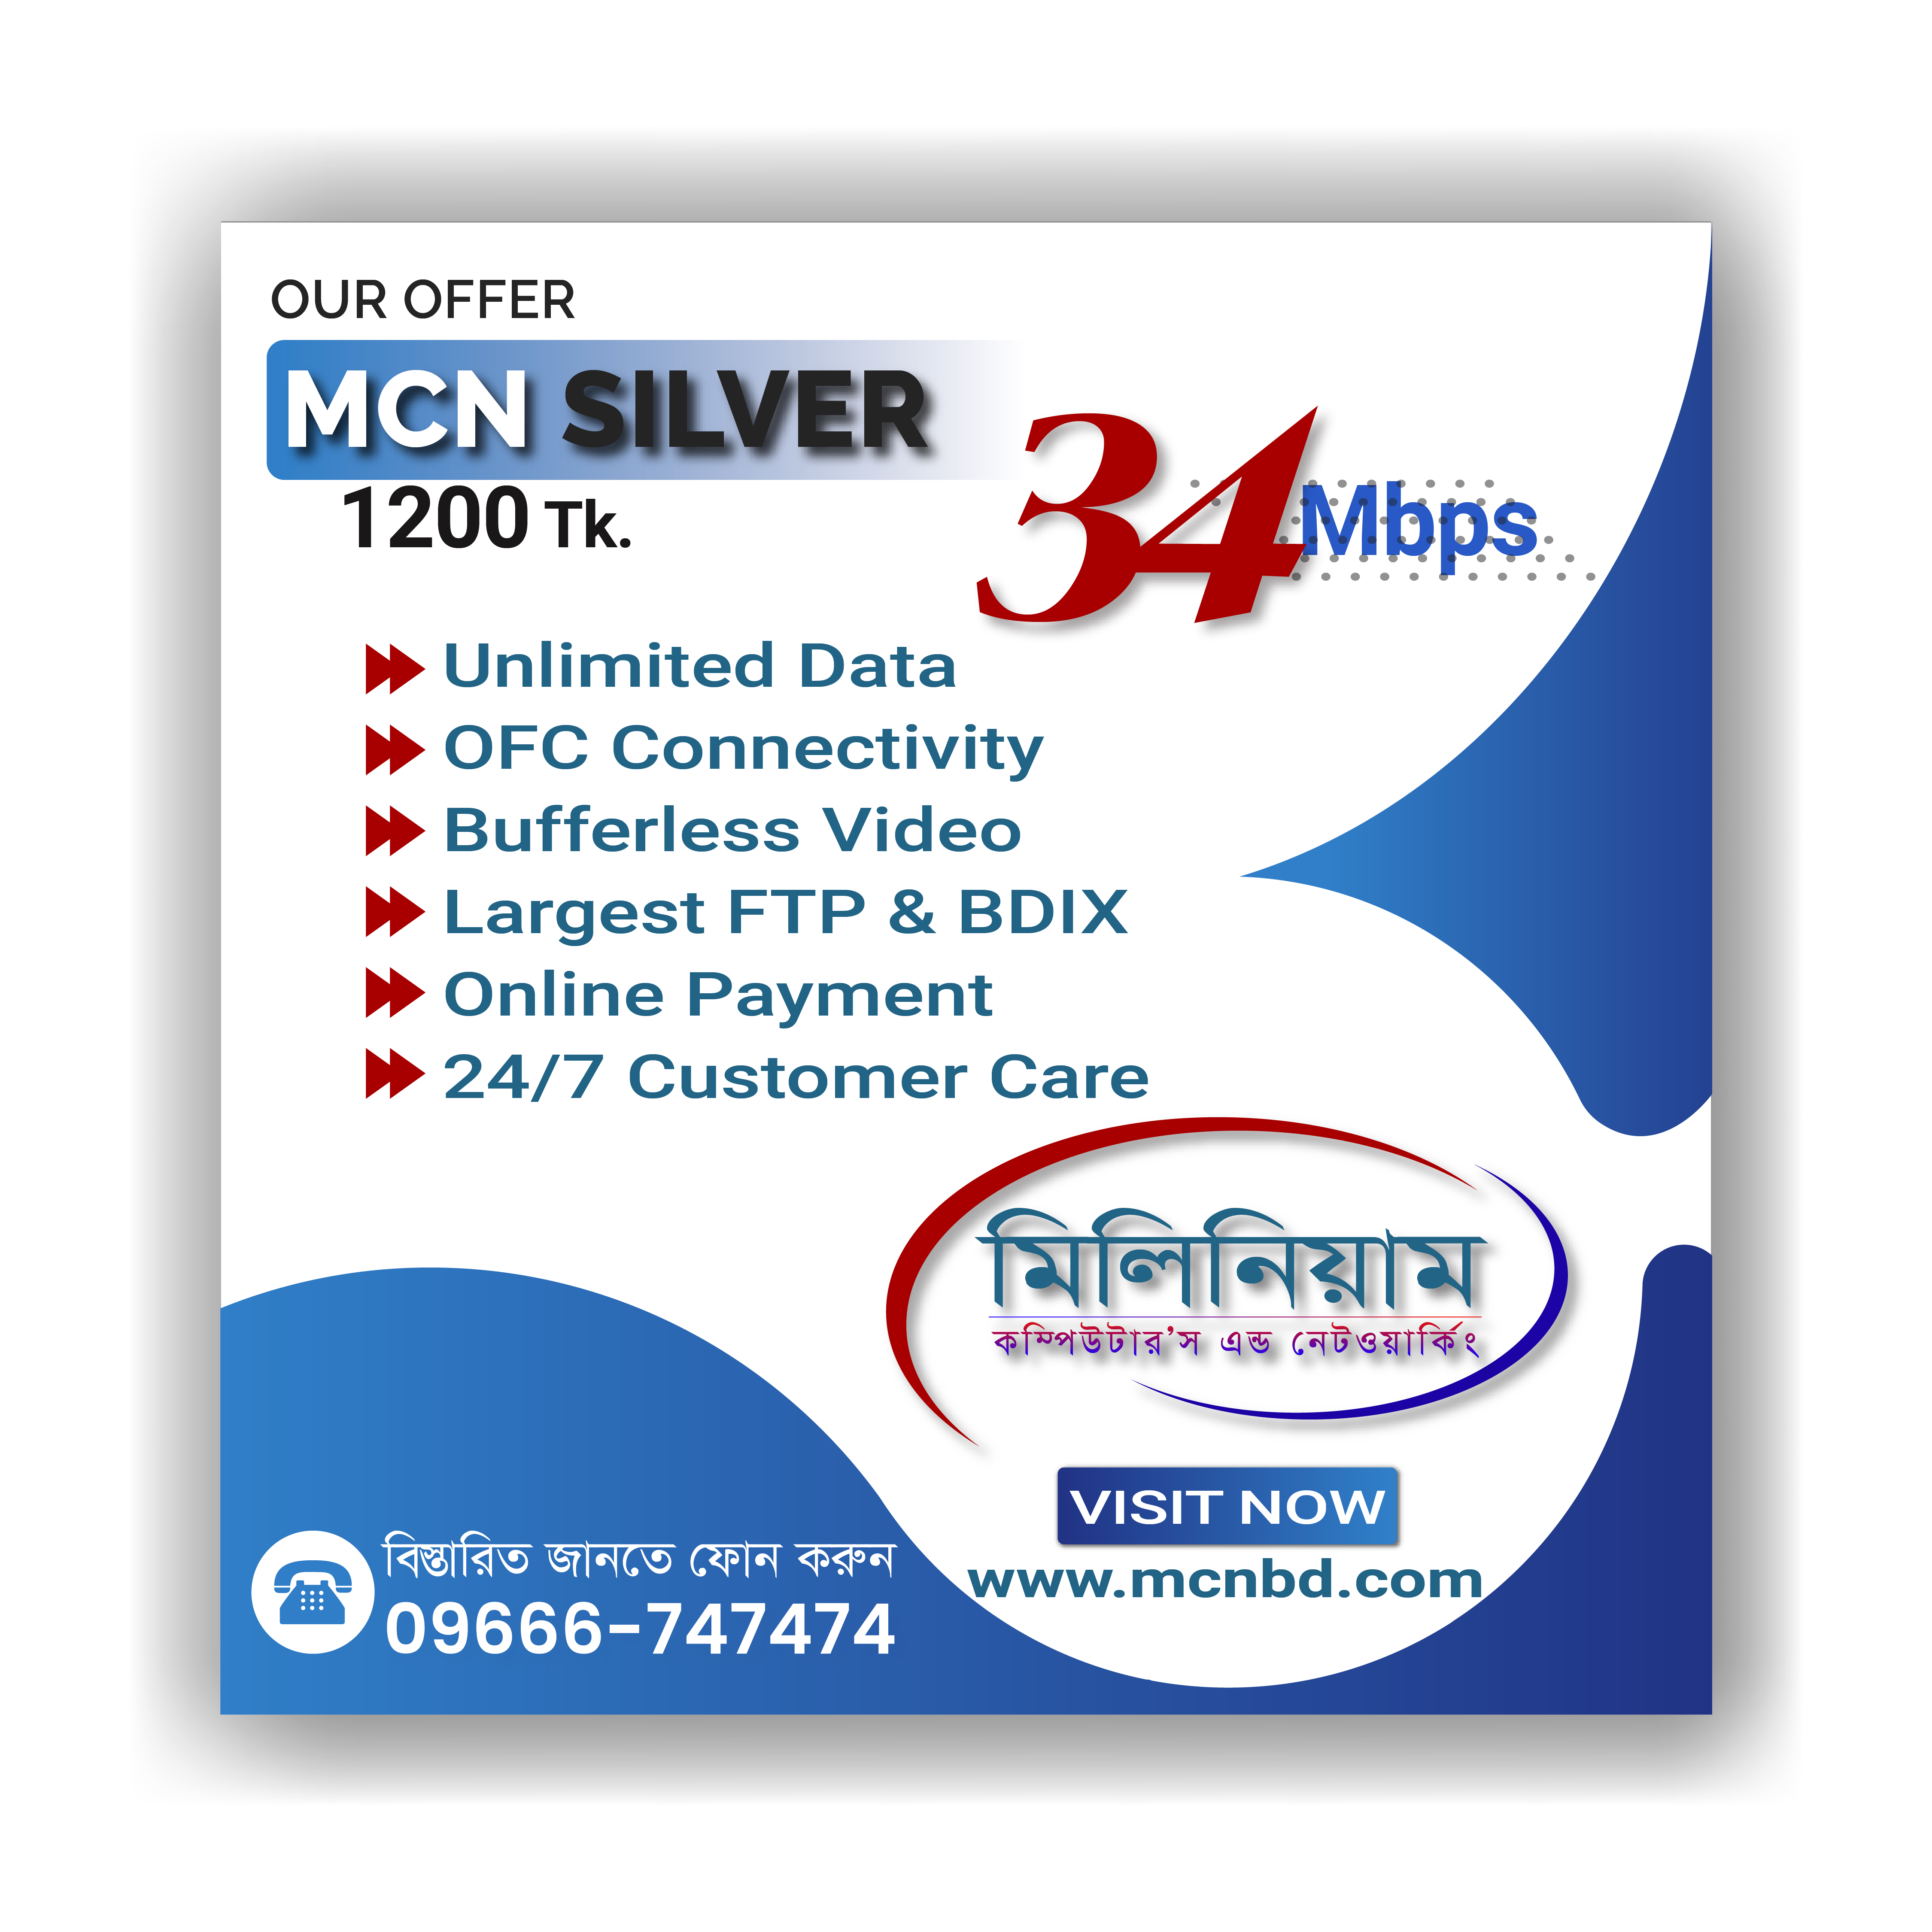 OUR OFFER
MCN SILVER
1200 Tk.
34 Mbps
Unlimited Data
OFC Connectivity
Bufferless Video
Largest FTP & BDIX
Online Payment
24/7 Customer Care
মিলিনিয়াম
কম্পিউটার’স এন্ড নেটওয়ার্কিং
VISIT NOW
www.mcnbd.com
বিস্তারিত জানতে ফোন করুন
09666-747474